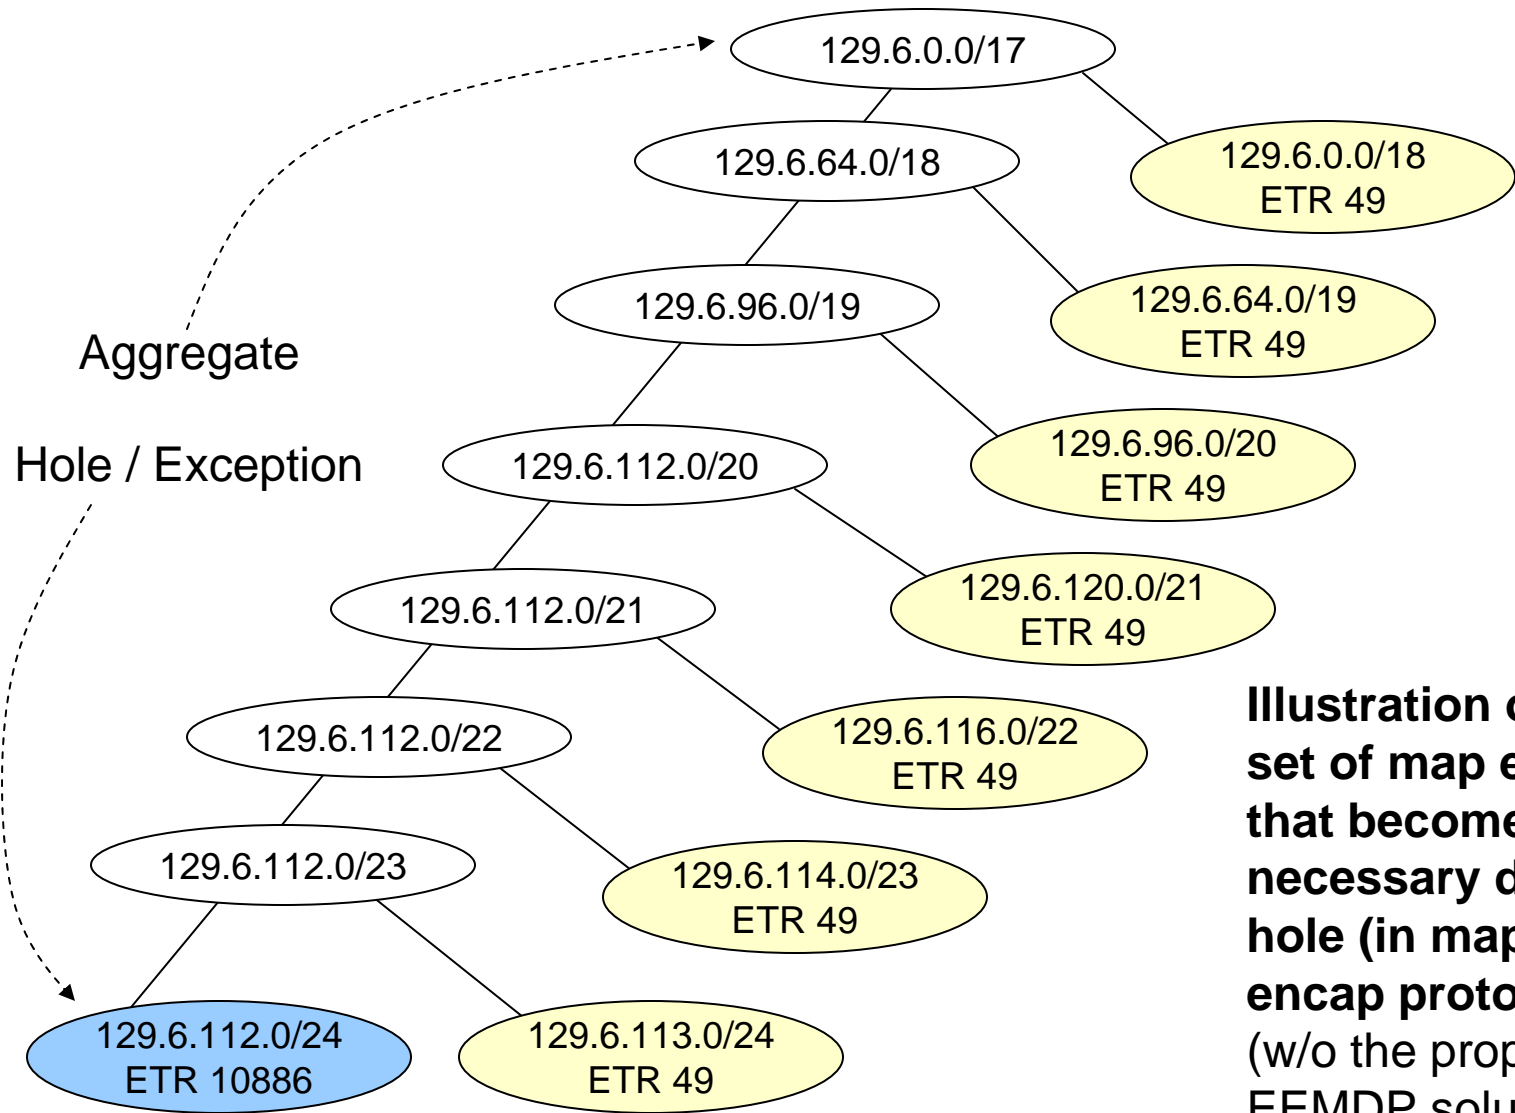 129.6.0.0/17
129.6.64.0/18
129.6.0.0/18
ETR 49
129.6.96.0/19
129.6.64.0/19
ETR 49
Aggregate
Hole / Exception
129.6.112.0/20
129.6.96.0/20
ETR 49
129.6.112.0/21
129.6.120.0/21
ETR 49
129.6.112.0/22
129.6.116.0/22
ETR 49
129.6.112.0/23
129.6.114.0/23
ETR 49
129.6.112.0/24
ETR 10886
129.6.113.0/24
ETR 49
Illustration
set of map
that become
necessary
hole (in map
encap
(w/o the
EEMDP